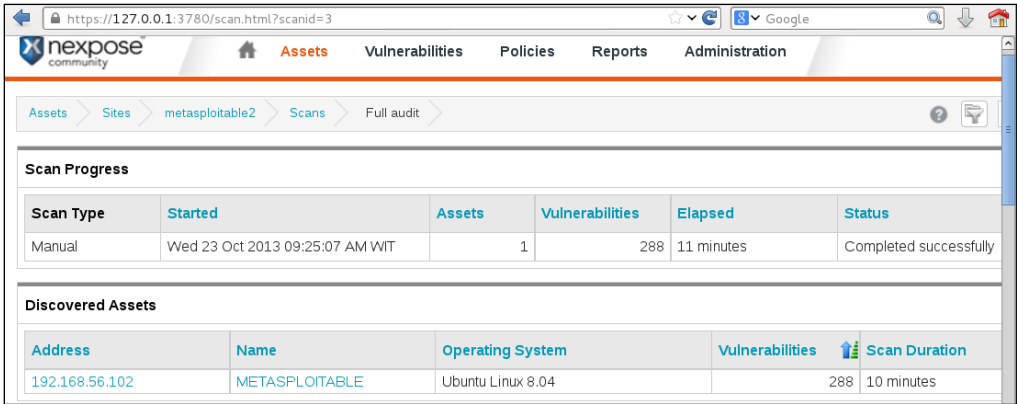 https://127.0.0.1:3780/scan.html?scanid=3
8 Google
nexpose
community
Assets Vulnerabilities Policies Reports Administration
Assets Sites metasploitable2 Scans Full audit
?
Scan Progress
Scan Type Started Assets Vulnerabilities Elapsed Status
Manual Wed 23 Oct 2013 09:25:07 AM WIT 1 288 11 minutes Completed successfully
Discovered Assets
Address Name Operating System Vulnerabilities Scan Duration
192.168.56.102 METASPLOITABLE Ubuntu Linux 8.04 288 10 minutes